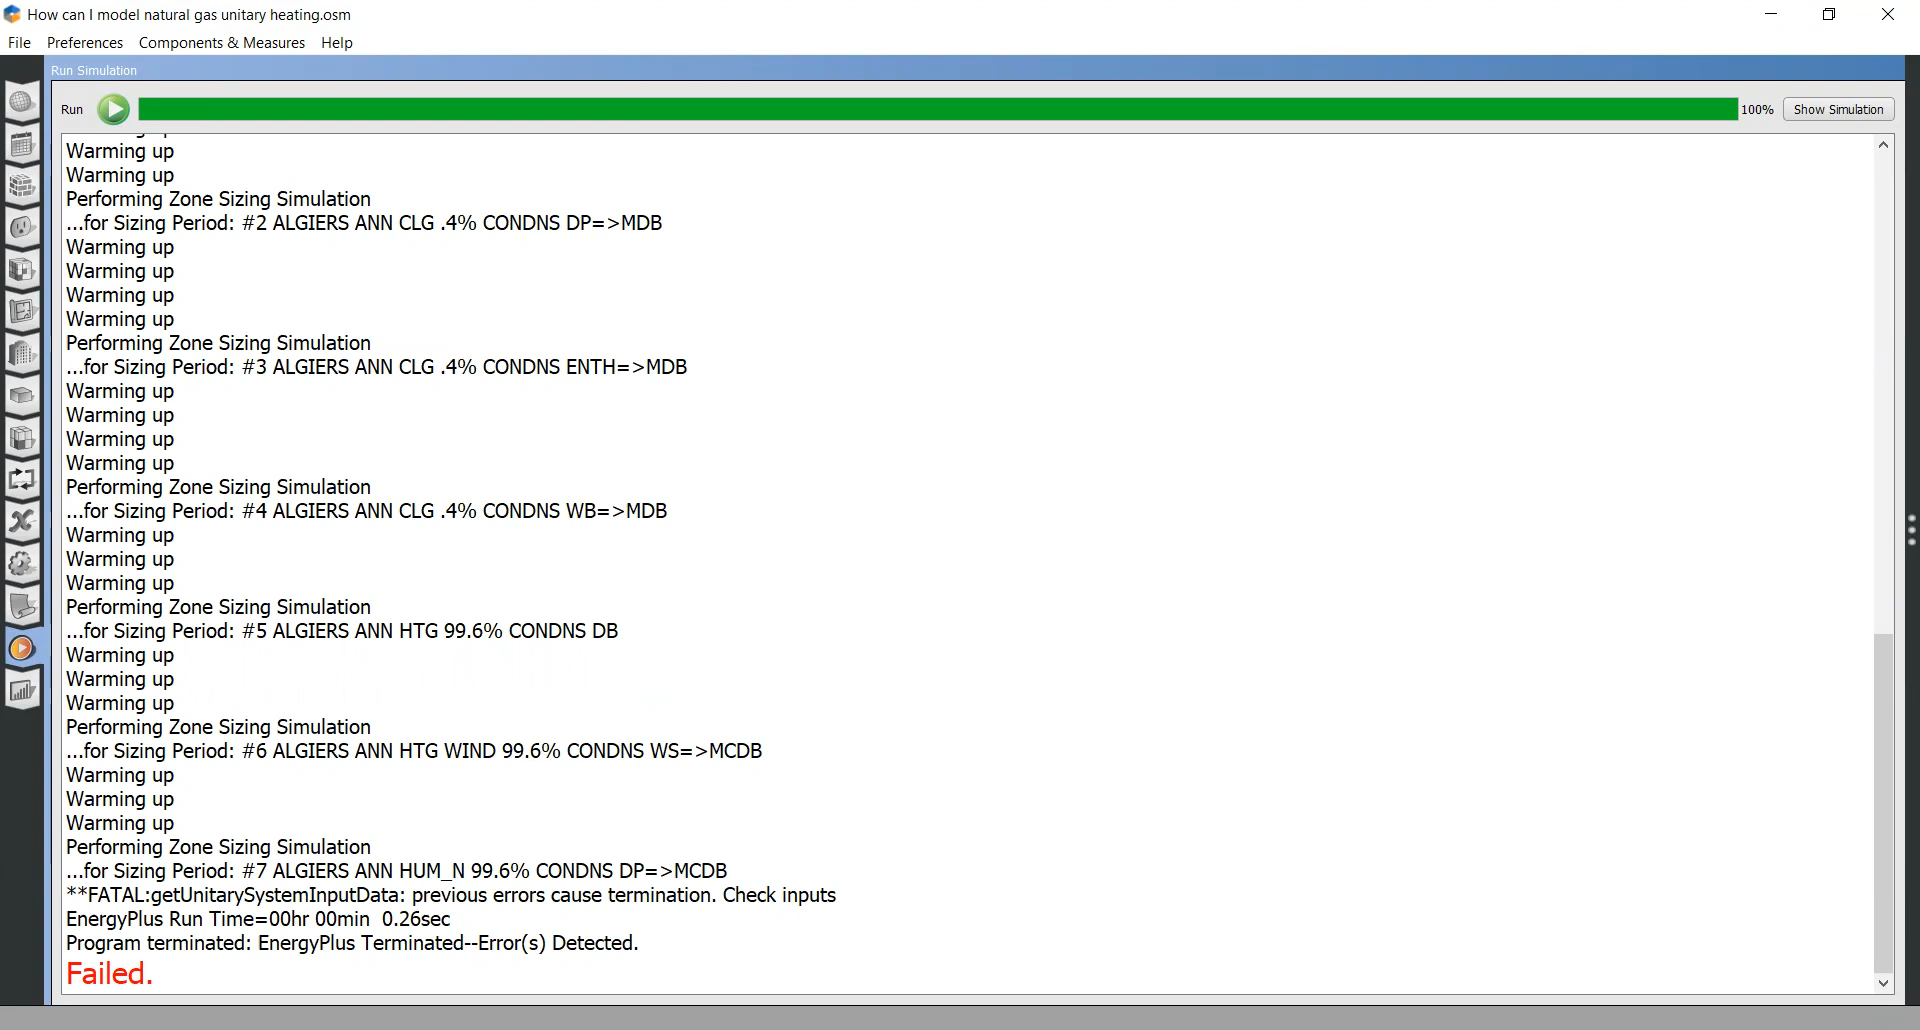 How can I model natural gas unitary heating.osm
File Preferences Components & Measures Help
Run Simulation
Run 100% Show Simulation
Warming up
Warming up
Performing Zone Sizing Simulation
...for Sizing Period: #2 ALGIERS ANN CLG .4% CONDNS DP=>MDB
Warming up
Warming up
Warming up
Warming up
Performing Zone Sizing Simulation
...for Sizing Period: #3 ALGIERS ANN CLG .4% CONDNS ENTH=>MDB
Warming up
Warming up
Warming up
Warming up
Performing Zone Sizing Simulation
...for Sizing Period: #4 ALGIERS ANN CLG .4% CONDNS WB=>MDB
Warming up
Warming up
Warming up
Performing Zone Sizing Simulation
...for Sizing Period: #5 ALGIERS ANN HTG 99.6% CONDNS DB
Warming up
Warming up
Warming up
Performing Zone Sizing Simulation
...for Sizing Period: #6 ALGIERS ANN HTG WIND 99.6% CONDNS WS=>MCDB
Warming up
Warming up
Warming up
Performing Zone Sizing Simulation
...for Sizing Period: #7 ALGIERS ANN HUM_N 99.6% CONDNS DP=>MCDB
**FATAL:getUnitarySystemInputData: previous errors cause termination. Check inputs
EnergyPlus Run Time=00hr 00min  0.26sec
Program terminated: EnergyPlus Terminated--Error(s) Detected.
Failed.